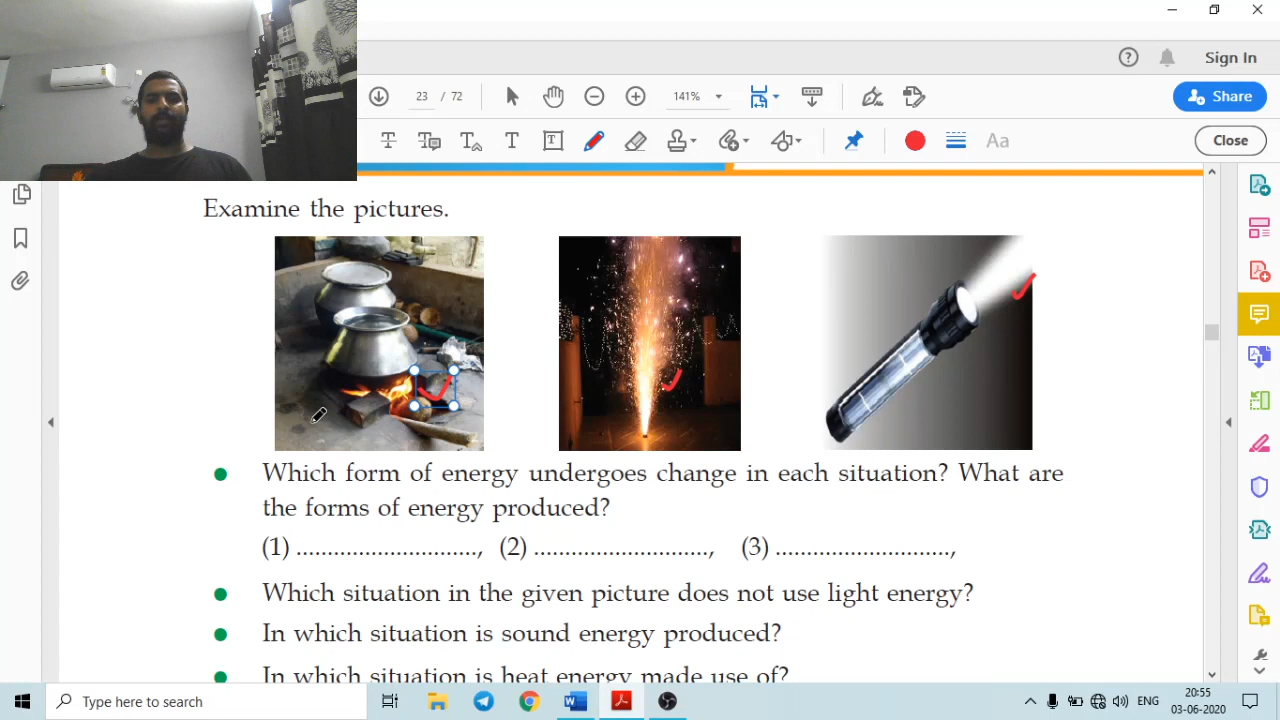 Sign In
23 / 72
141%
Share
Aa
Close
Examine the pictures.
Which form of energy undergoes change in each situation? What are
the forms of energy produced?
(1) ............................., (2) ............................, (3) ............................,
Which situation in the given picture does not use light energy?
In which situation is sound energy produced?
In which situation is heat energy made use of?
Type here to search
ENG
20:55
03-06-2020